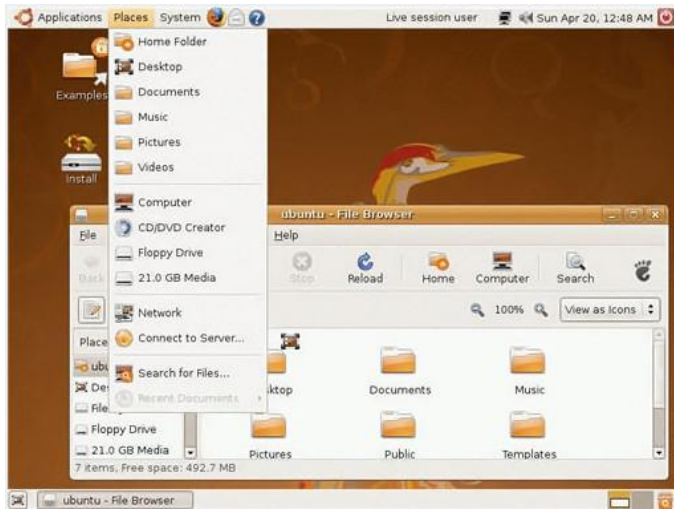 Applications Places System Live session user Sun Apr 20, 12:48 AM
Home Folder
Desktop
Documents
Music
Pictures
Videos
Computer
CD/DVD Creator
Floppy Drive
21.0 GB Media
Network
Connect to Server...
Search for Files...
Recent Documents
Examples
Install
ubuntu - File Browser
File Help
Back Stop Reload Home Computer Search
100% View as Icons
Place
ubu
Des
File
Floppy Drive
21.0 GB Media
ktop Documents Music
Pictures Public Templates
7 items, Free space: 492.7 MB
ubuntu - File Browser